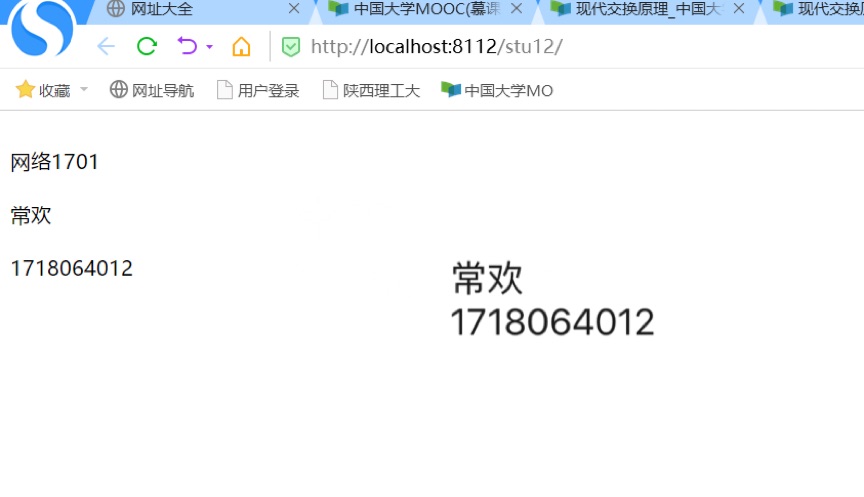 网址大全
中国大学MOOC(慕课
现代交换原理_中国大
现代交换原
http://localhost:8112/stu12/
收藏
网址导航
用户登录
陕西理工大
中国大学MO
网络1701
常欢
1718064012
常欢
1718064012